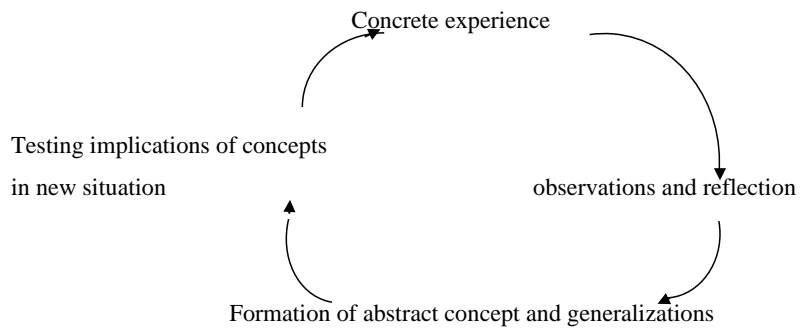 Concrete experience
Testing implications of concepts
in new situation
observations and reflection
Formation of abstract concept and generalizations